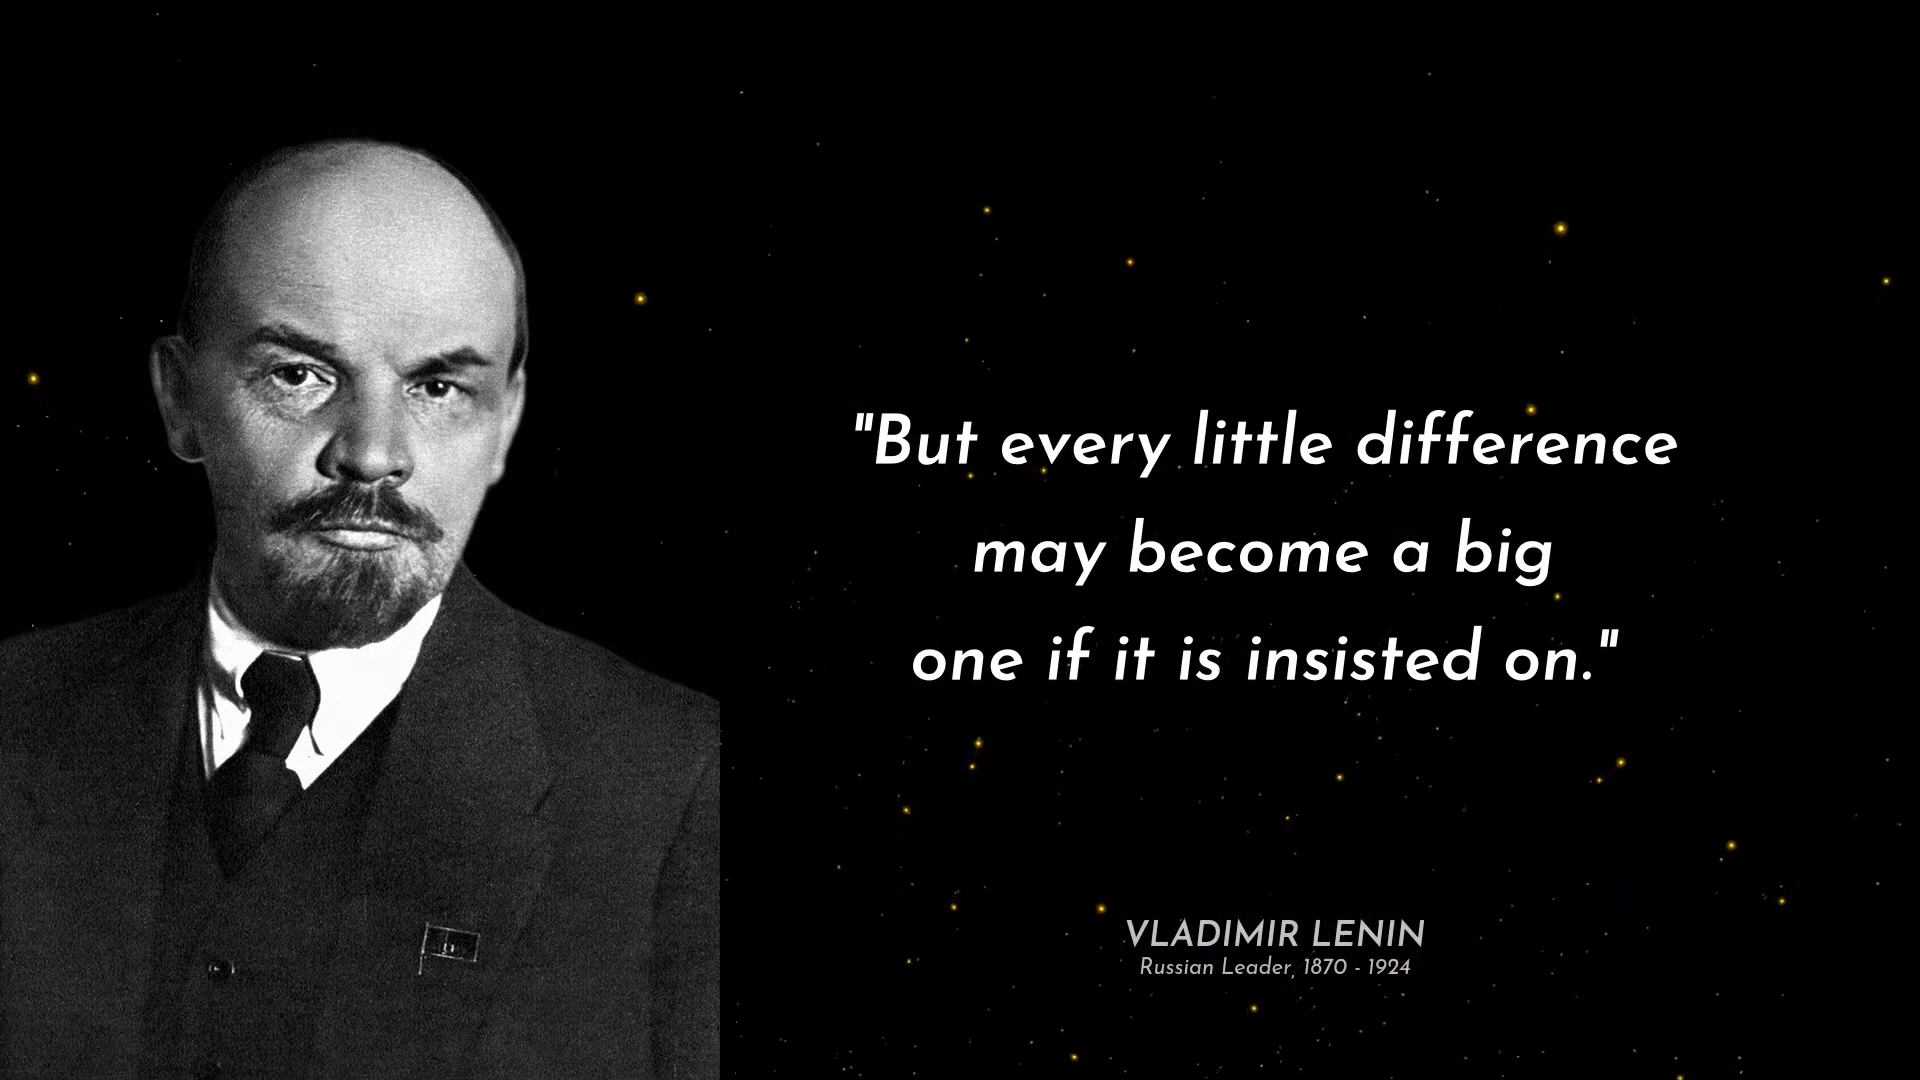 "But every little difference
may become a big
one if it is insisted on."
VLADIMIR LENIN
Russian Leader, 1870 - 1924